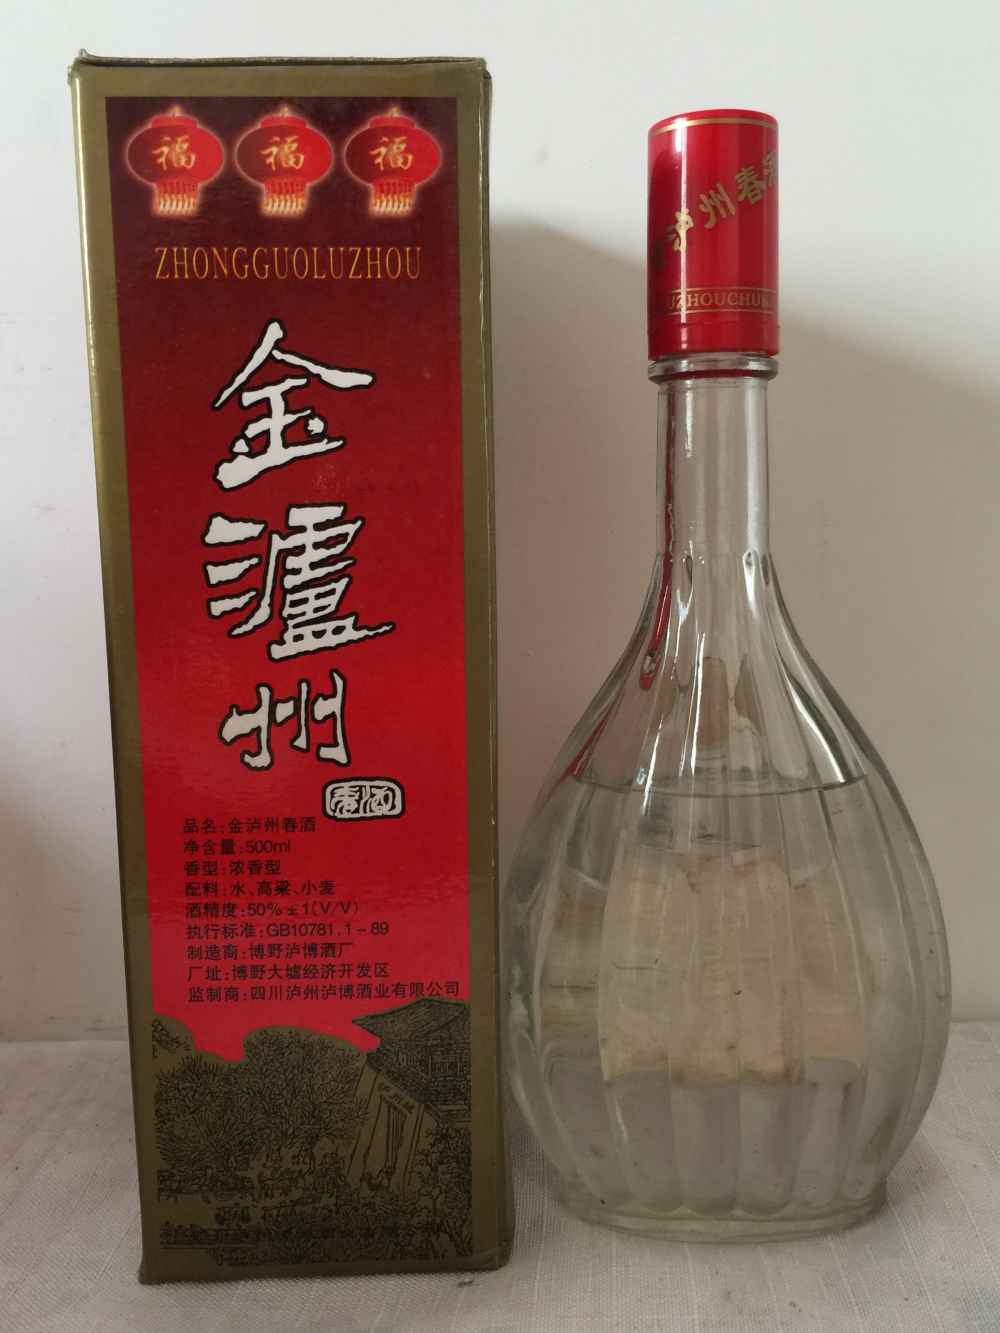 福 福 福
ZHONGGUOLUZHOU
金瀘州
春酒
品名:金泸州春酒
净含量:500ml
香型:浓香型
配料:水、高粱、小麦
酒精度:50%±1(V/V)
执行标准:GB10781.1-89
制造商:博野泸博酒厂
厂址:博野大墟经济开发区
监制商:四川泸州泸博酒业有限公司
泸州春酒
UZHOUCHUN